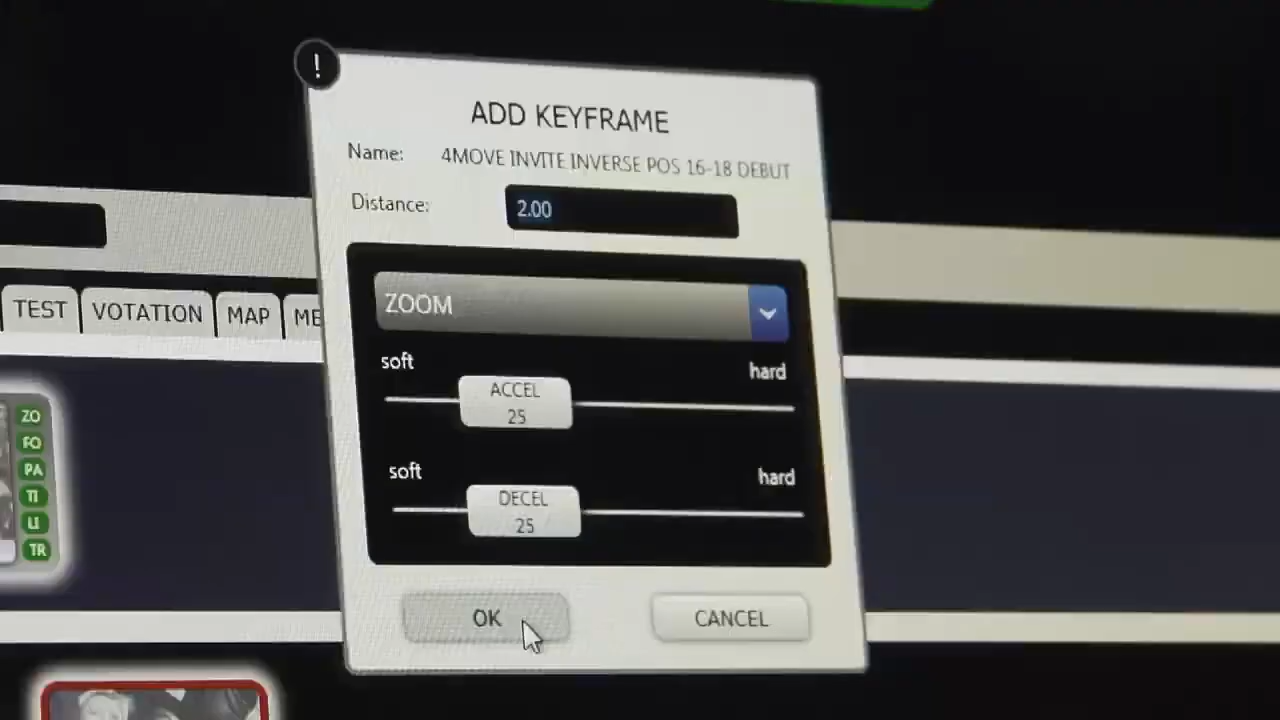 !
ADD KEYFRAME
Name: 4MOVE INVITE INVERSE POS 16-18 DEBUT
Distance: 2.00
ZOOM
soft hard
ACCEL
25
soft hard
DECEL
25
OK CANCEL
TEST VOTATION MAP ME
ZO
FO
PA
TI
LI
TR